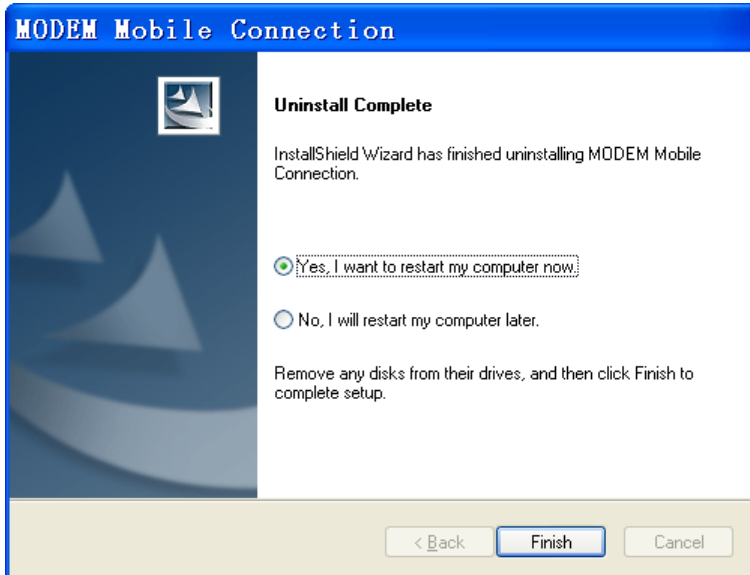 MODEM Mobile Connection
Uninstall Complete
InstallShield Wizard has finished uninstalling MODEM Mobile
Connection.
Yes, I want to restart my computer now.
No, I will restart my computer later.
Remove any disks from their drives, and then click Finish to
complete setup.
< Back
Finish
Cancel